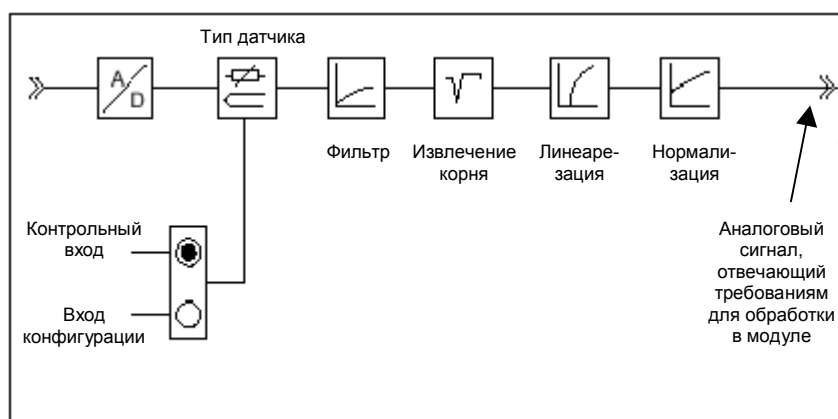 Тип датчика
A
D
Фильтр
Извлечение
корня
Линеаре-
зация
Нормали-
зация
Контрольный
вход
Вход
конфигурации
Аналоговый
сигнал,
отвечающий
требованиям
для обработки
в модуле